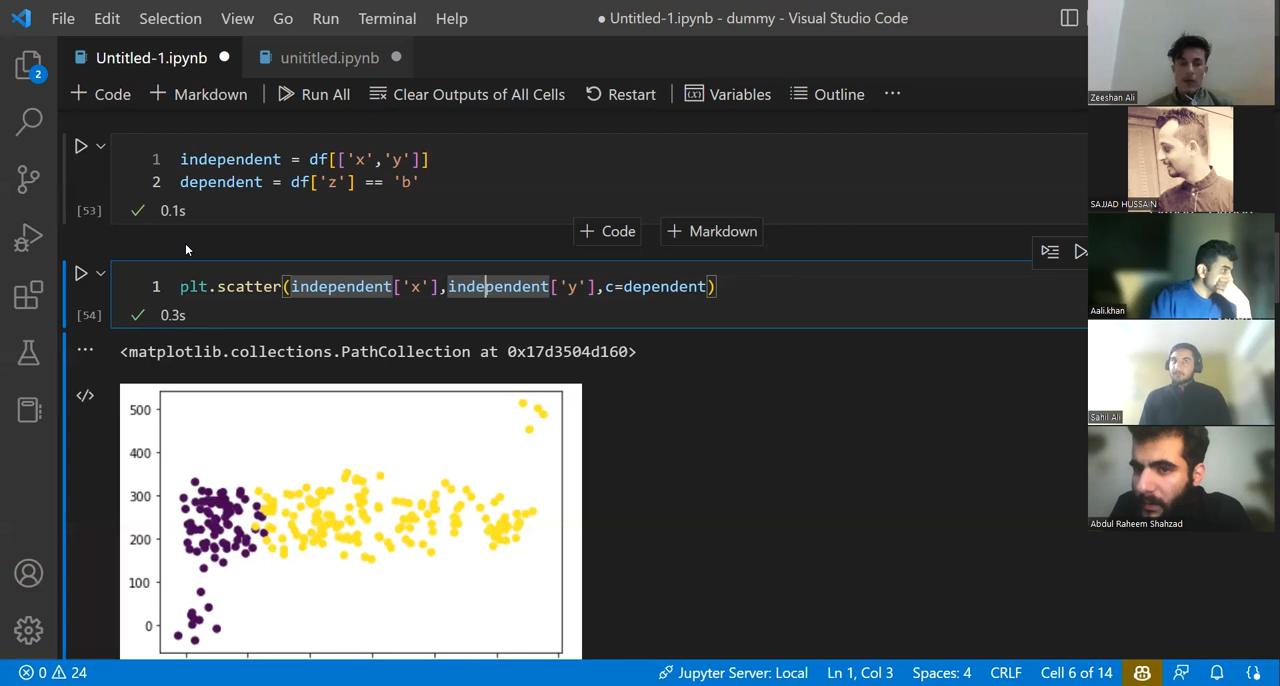 File Edit Selection View Go Run Terminal Help ● Untitled-1.ipynb - dummy - Visual Studio Code
Untitled-1.ipynb unititled.ipynb
+ Code + Markdown Run All Clear Outputs of All Cells Restart (x) Variables Outline ...
2
1 independent = df[['x','y']]
2 dependent = df['z'] == 'b'
[53] ✓ 0.1s
+ Code + Markdown
1 plt.scatter(independent['x'],independent['y'],c=dependent)
[54] ✓ 0.3s
... <matplotlib.collections.PathCollection at 0x17d3504d160>
500
400
300
200
100
0
Zeeshan Ali
SAJJAD HUSSAIN
Aali.khan
Sahil Ali
Abdul Raheem Shahzad
0 24 Jupyter Server: Local Ln 1, Col 3 Spaces: 4 CRLF Cell 6 of 14